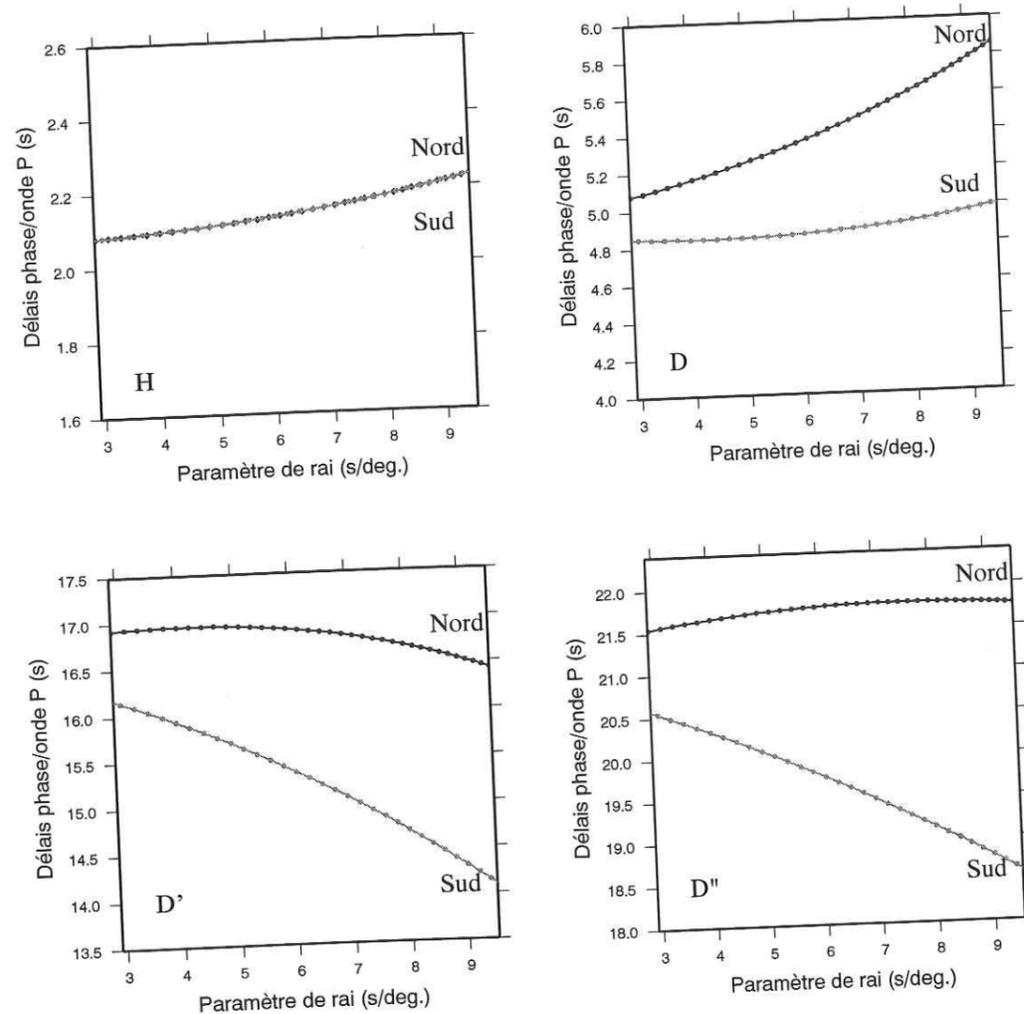 2.6
2.4
2.2
2.0
1.8
1.6
Délais phase/onde P (s)
Nord
Sud
H
3 4 5 6 7 8 9
Paramètre de rai (s/deg.)
6.0
5.8
5.6
5.4
5.2
5.0
4.8
4.6
4.4
4.2
4.0
Délais phase/onde P (s)
Nord
Sud
D
3 4 5 6 7 8 9
Paramètre de rai (s/deg.)
17.5
17.0
16.5
16.0
15.5
15.0
14.5
14.0
13.5
Délais phase/onde P (s)
Nord
Sud
D’
3 4 5 6 7 8 9
Paramètre de rai (s/deg.)
22.0
21.5
21.0
20.5
20.0
19.5
19.0
18.5
18.0
Délais phase/onde P (s)
Nord
Sud
D"
3 4 5 6 7 8 9
Paramètre de rai (s/deg.)